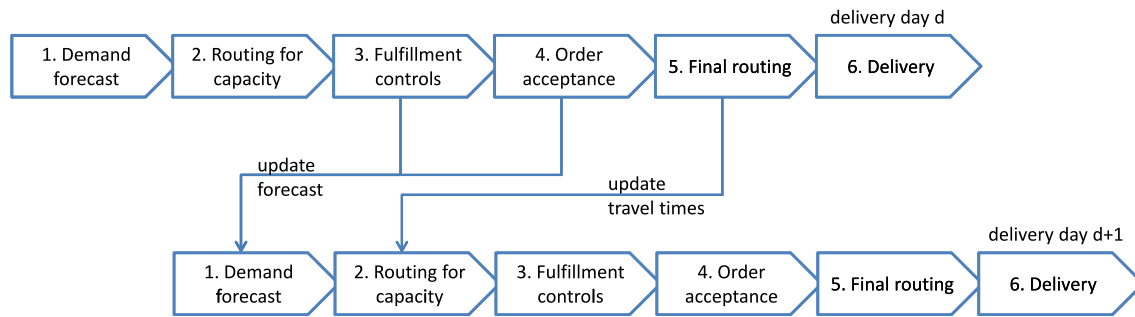 delivery day d
1. Demand
forecast
2. Routing for
capacity
3. Fulfillment
controls
4. Order
acceptance
5. Final routing
6. Delivery
update
forecast
update
travel times
delivery day d+1
1. Demand
forecast
2. Routing for
capacity
3. Fulfillment
controls
4. Order
acceptance
5. Final routing
6. Delivery